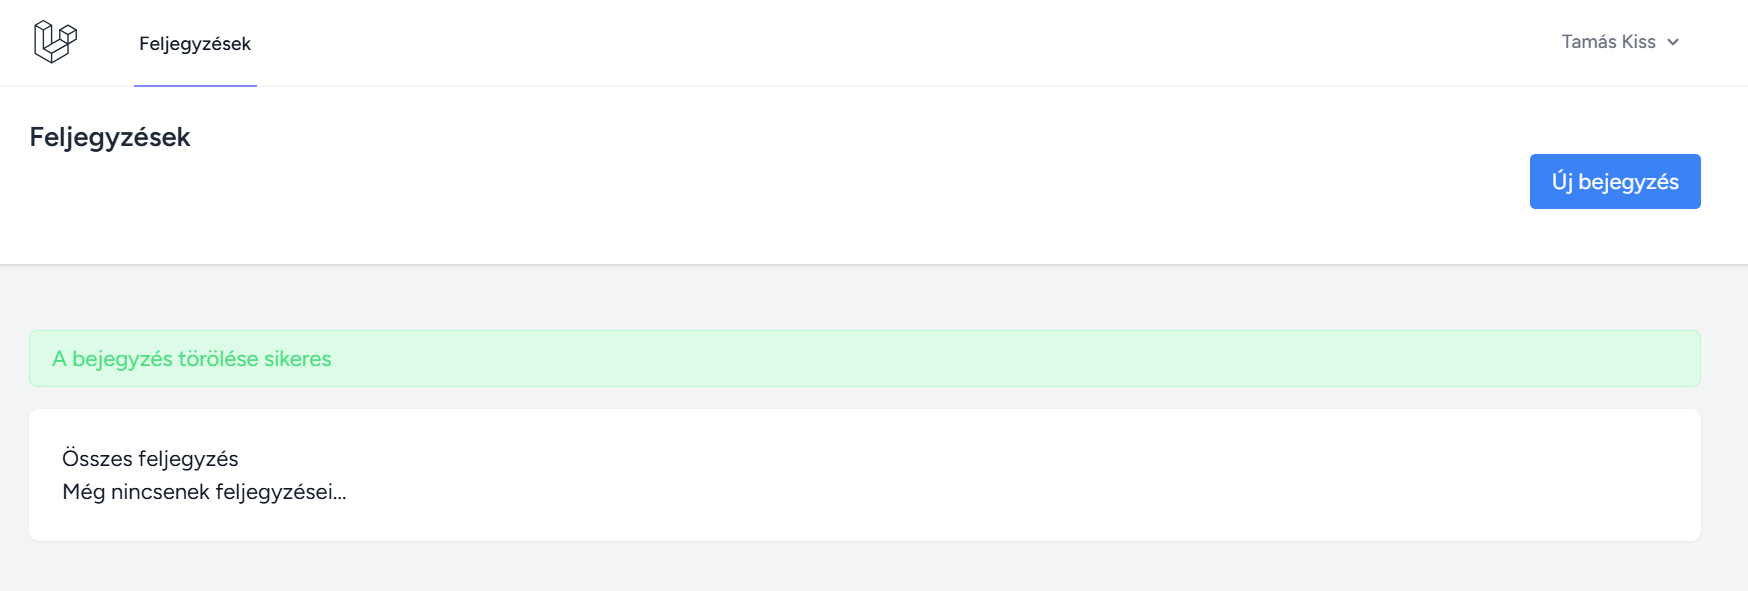 Feljegyzések
Tamás Kiss
Feljegyzések
Új bejegyzés
A bejegyzés törölése sikeres
Összes feljegyzés
Még nincsenek feljegyzései...